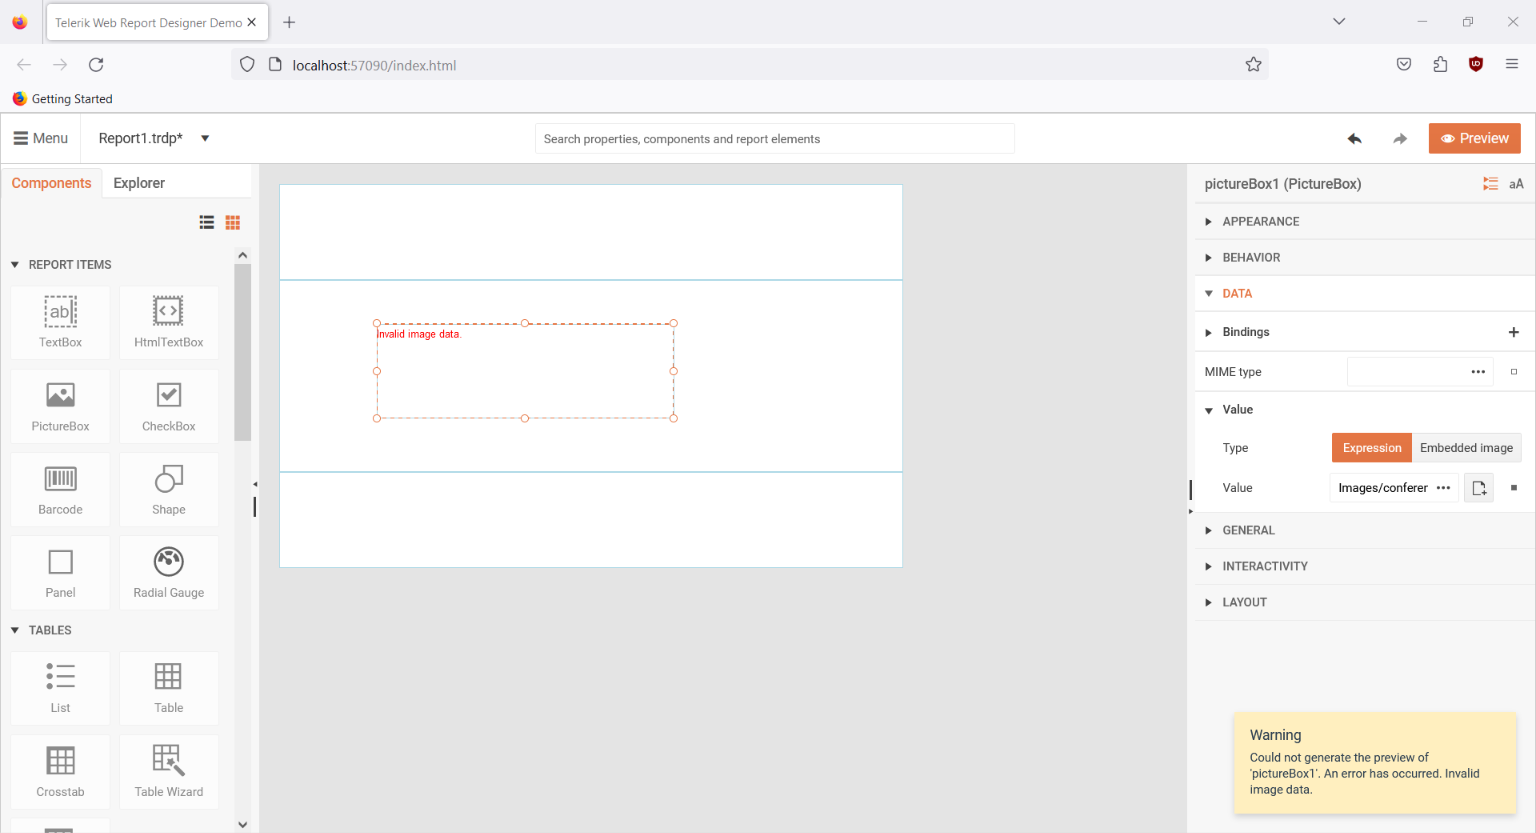 Telerik Web Report Designer Demo
localhost:57090/index.html
Getting Started
Menu
Report1.trdp*
Search properties, components and report elements
Preview
Components
Explorer
REPORT ITEMS
TextBox
HtmlTextBox
PictureBox
CheckBox
Barcode
Shape
Panel
Radial Gauge
TABLES
List
Table
Crosstab
Table Wizard
Invalid image data.
pictureBox1 (PictureBox)
aA
APPEARANCE
BEHAVIOR
DATA
Bindings
MIME type
Value
Type
Expression
Embedded image
Value
Images/conferer
GENERAL
INTERACTIVITY
LAYOUT
Warning
Could not generate the preview of
'pictureBox1'. An error has occurred. Invalid
image data.